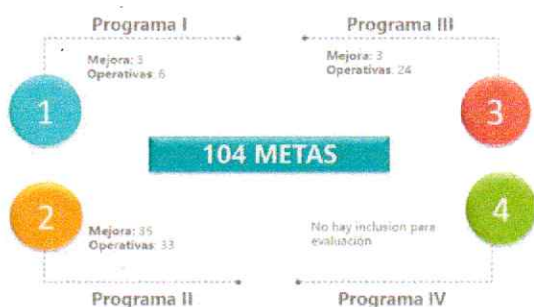 Programa I
Mejora: 3
Operativas: 6
1
Programa III
Mejora: 3
Operativas: 24
3
104 METAS
2
Mejora: 35
Operativas: 33
Programa II
No hay inclusion para
evaluación
4
Programa IV